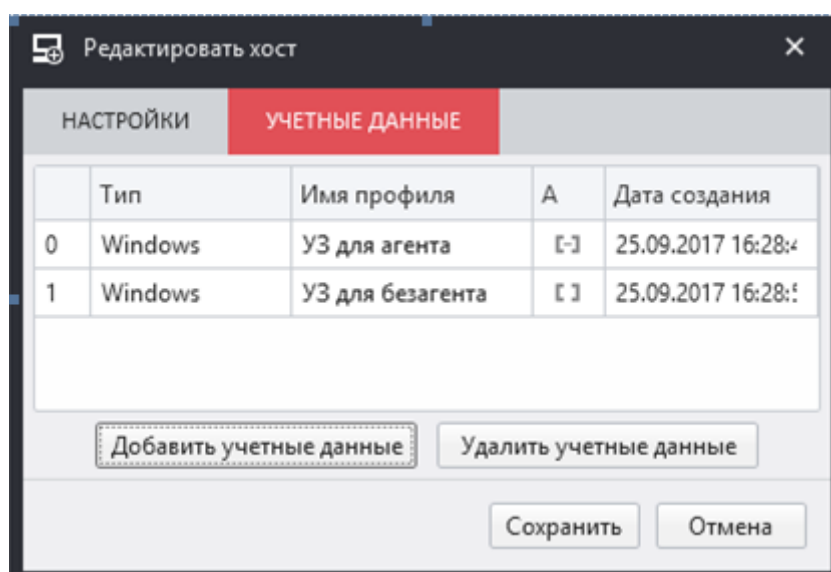 Редактировать хост
НАСТРОЙКИ УЧЕТНЫЕ ДАННЫЕ
Тип Имя профиля A Дата создания
0 Windows УЗ для агента [-] 25.09.2017 16:28:
1 Windows УЗ для безагента [ ] 25.09.2017 16:28:
Добавить учетные данные Удалить учетные данные
Сохранить Отмена